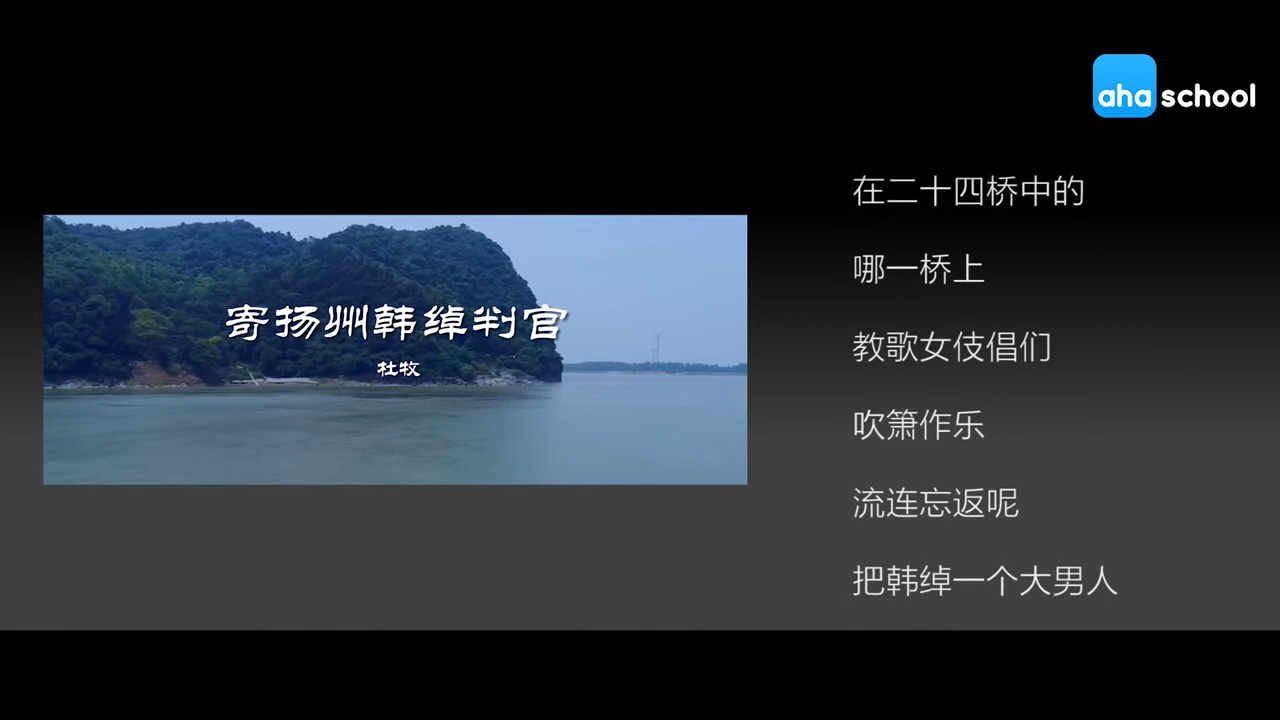 aha school
寄扬州韩绰判官
杜牧
在二十四桥中的
哪一桥上
教歌女伎倡们
吹箫作乐
流连忘返呢
把韩绰一个大男人